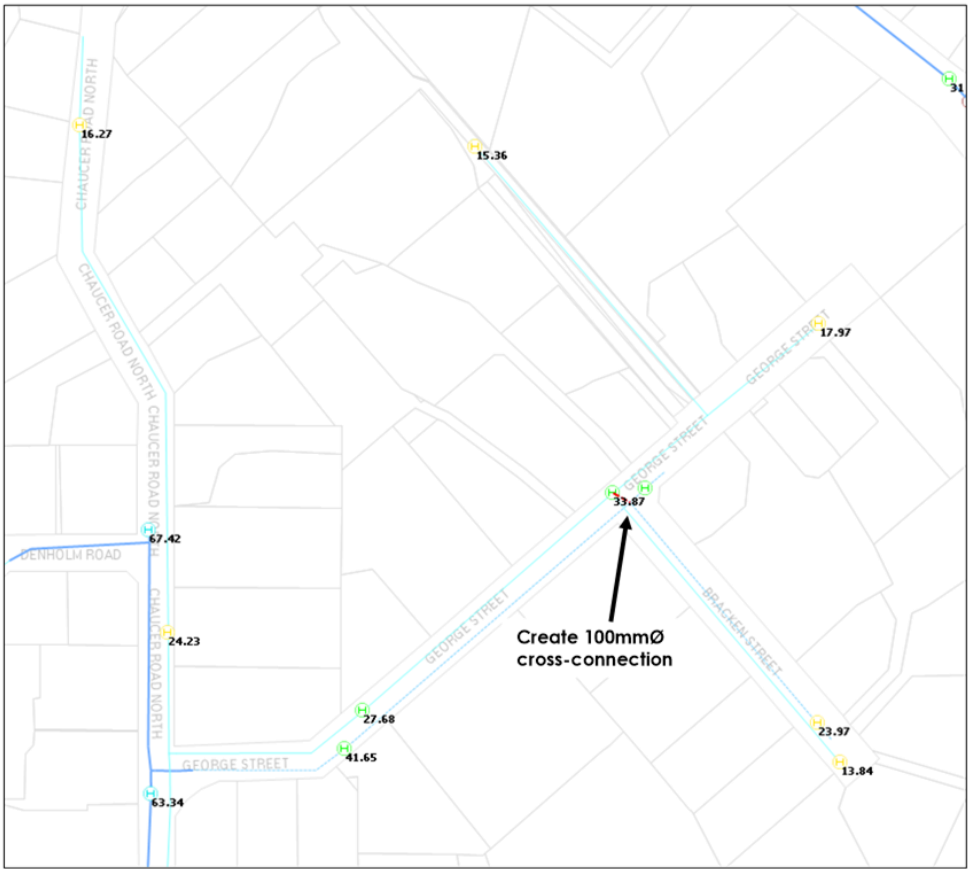 31
CHAUCER ROAD NORTH
16.27
15.36
CHAUCER ROAD NORTH
GEORGE STREET
17.97
GEORGE STREET
33.87
CHAUCER ROAD NORTH
67.42
DENHOLM ROAD
GEORGE STREET
BRACKEN STREET
Create 100mmØ
cross-connection
CHAUCER ROAD NORTH
24.23
27.68
23.97
41.65
GEORGE STREET
13.84
63.34